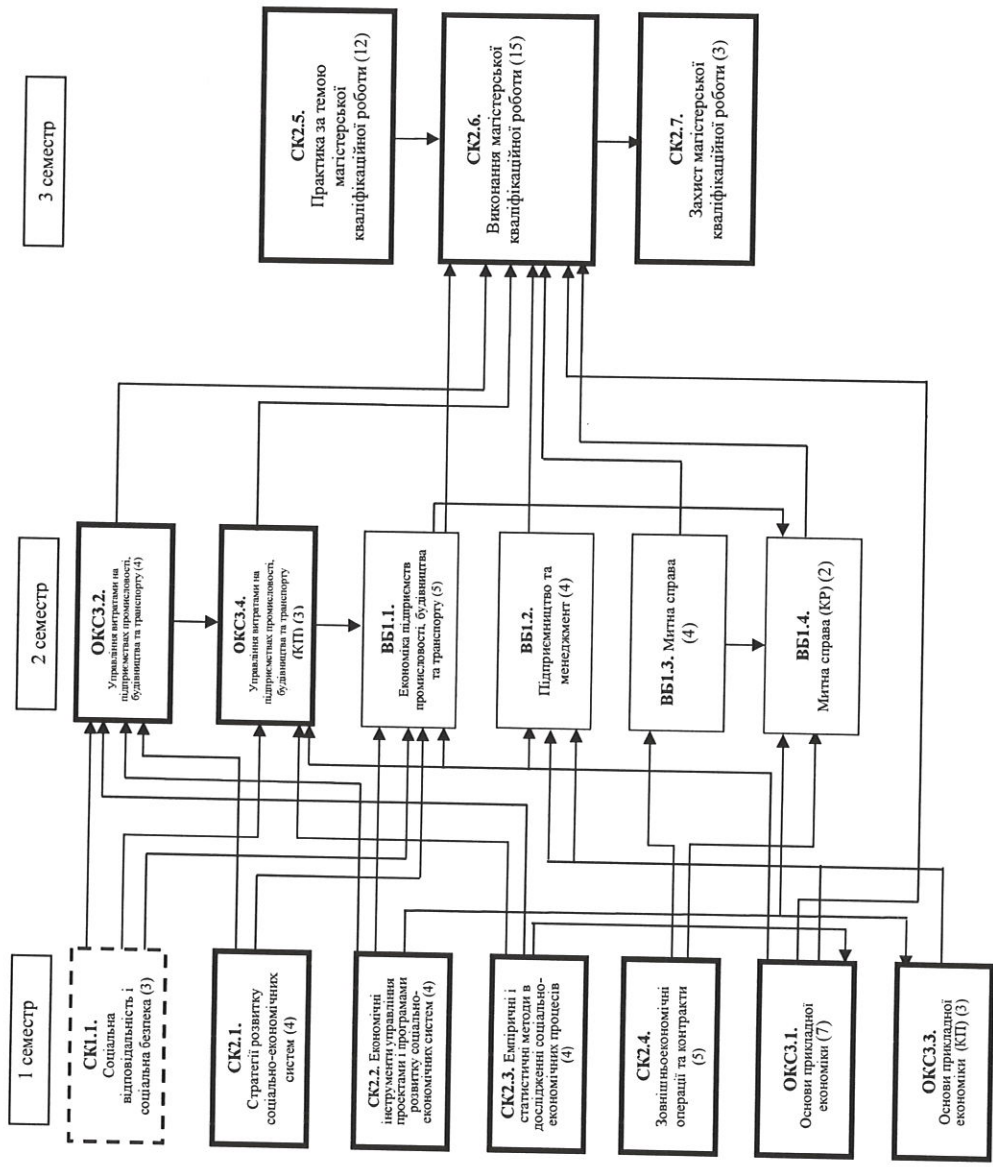 1 семестр
СК1.1.
Соціальна
відповідальність і
соціальна безпека (3)
СК2.1.
Стратегії розвитку
соціально-економічних
систем (4)
СК2.2. Економічні
інструменти управління
проектами і програмами
розвитку соціально-
економічних систем (4)
СК2.3. Емпіричні і
статистичні методи в
дослідженні соціально-
економічних процесів
(4)
СК2.4.
Зовнішньоекономічні
операції та контракти
(5)
ОКС3.1.
Основи прикладної
економіки (7)
ОКС3.3.
Основи прикладної
економіки (КП) (3)
2 семестр
ОКС3.2.
Управління витратами на
підприємствах промисловості,
будівництва та транспорту (4)
ОКС3.4.
Управління витратами на
підприємствах промисловості,
будівництва та транспорту
(КП) (3)
ВБ1.1.
Економіка підприємств
промисловості, будівництва
та транспорту (5)
ВБ1.2.
Підприємництво та
менеджмент (4)
ВБ1.3. Митна справа
(4)
ВБ1.4.
Митна справа (КР) (2)
3 семестр
СК2.5.
Практика за темою
магістерської
кваліфікаційної роботи (12)
СК2.6.
Виконання магістерської
кваліфікаційної роботи (15)
СК2.7.
Захист магістерської
кваліфікаційної роботи (3)